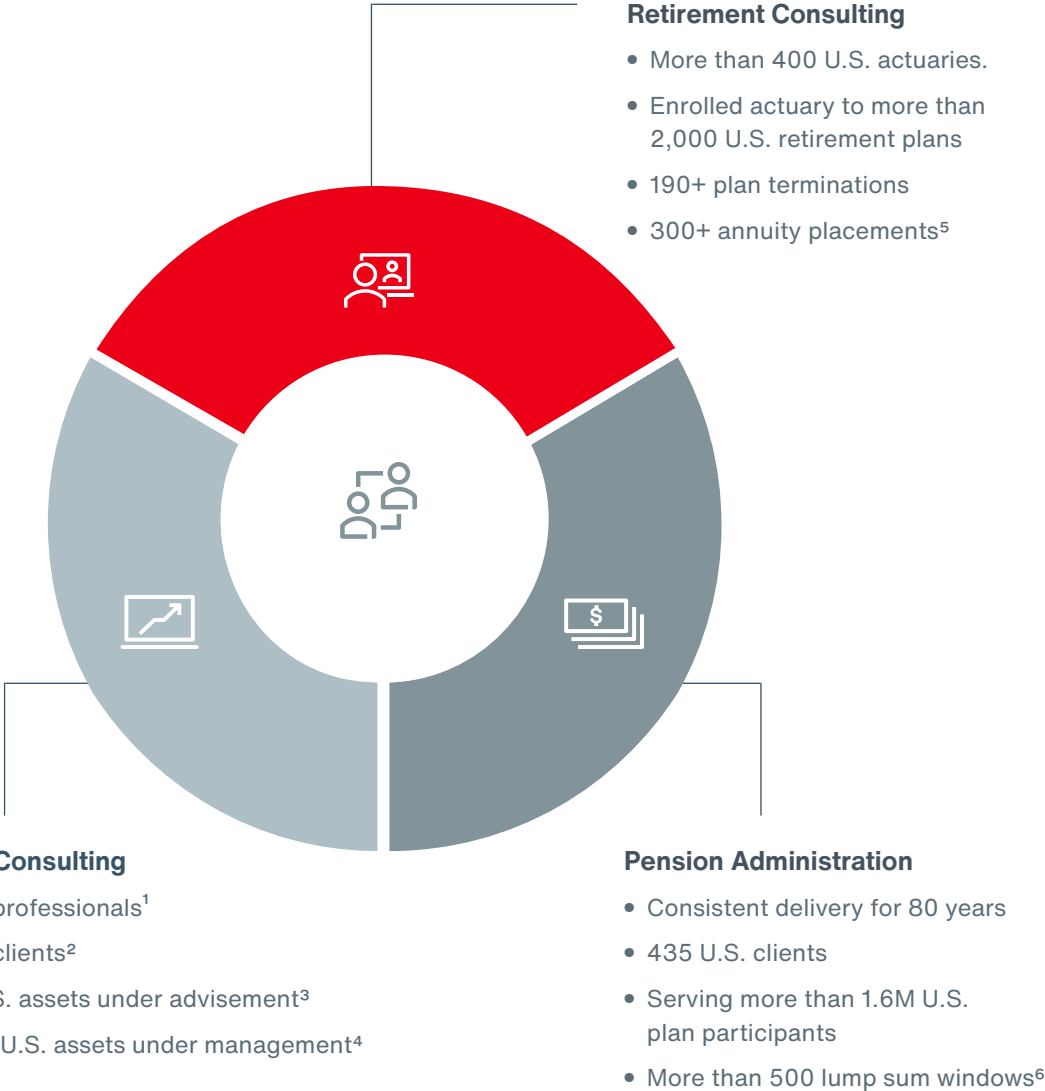 Retirement Consulting
• More than 400 U.S. actuaries.
• Enrolled actuary to more than
2,000 U.S. retirement plans
• 190+ plan terminations
• 300+ annuity placements⁵
$
Consulting
professionals¹
clients²
. assets under advisement³
U.S. assets under management⁴
Pension Administration
• Consistent delivery for 80 years
• 435 U.S. clients
• Serving more than 1.6M U.S.
plan participants
• More than 500 lump sum windows⁶